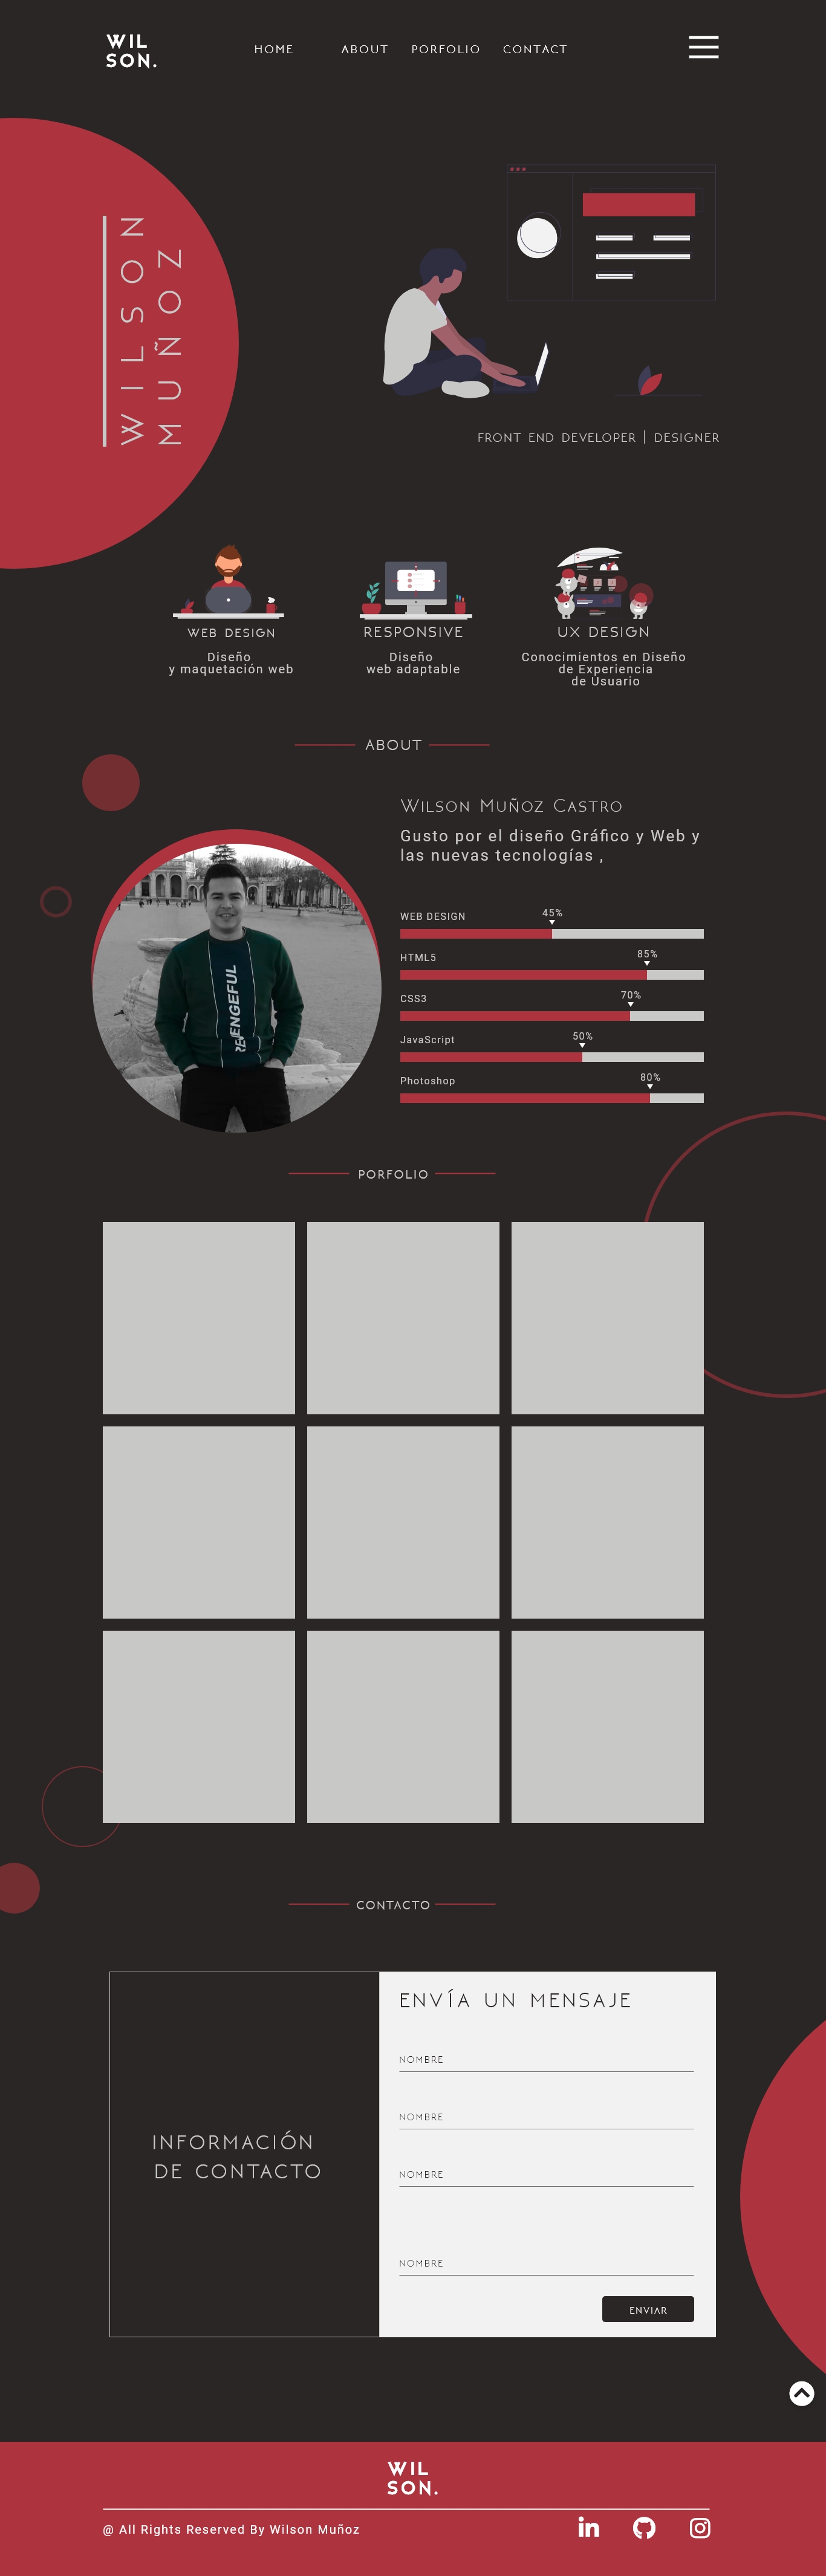 WIL
SON.
HOME ABOUT PORFOLIO CONTACT
WILSON
MUÑOZ
FRONT END DEVELOPER | DESIGNER
WEB DESIGN
Diseño
y maquetación web
RESPONSIVE
Diseño
web adaptable
UX DESIGN
Conocimientos en Diseño
de Experiencia
de Usuario
ABOUT
Wilson Muñoz Castro
Gusto por el diseño Gráfico y Web y
las nuevas tecnologías ,
WEB DESIGN 45%
HTML5 85%
CSS3 70%
JavaScript 50%
Photoshop 80%
PORFOLIO
CONTACTO
INFORMACIÓN
DE CONTACTO
ENVÍA UN MENSAJE
NOMBRE
NOMBRE
NOMBRE
NOMBRE
ENVIAR
WIL
SON.
@ All Rights Reserved By Wilson Muñoz